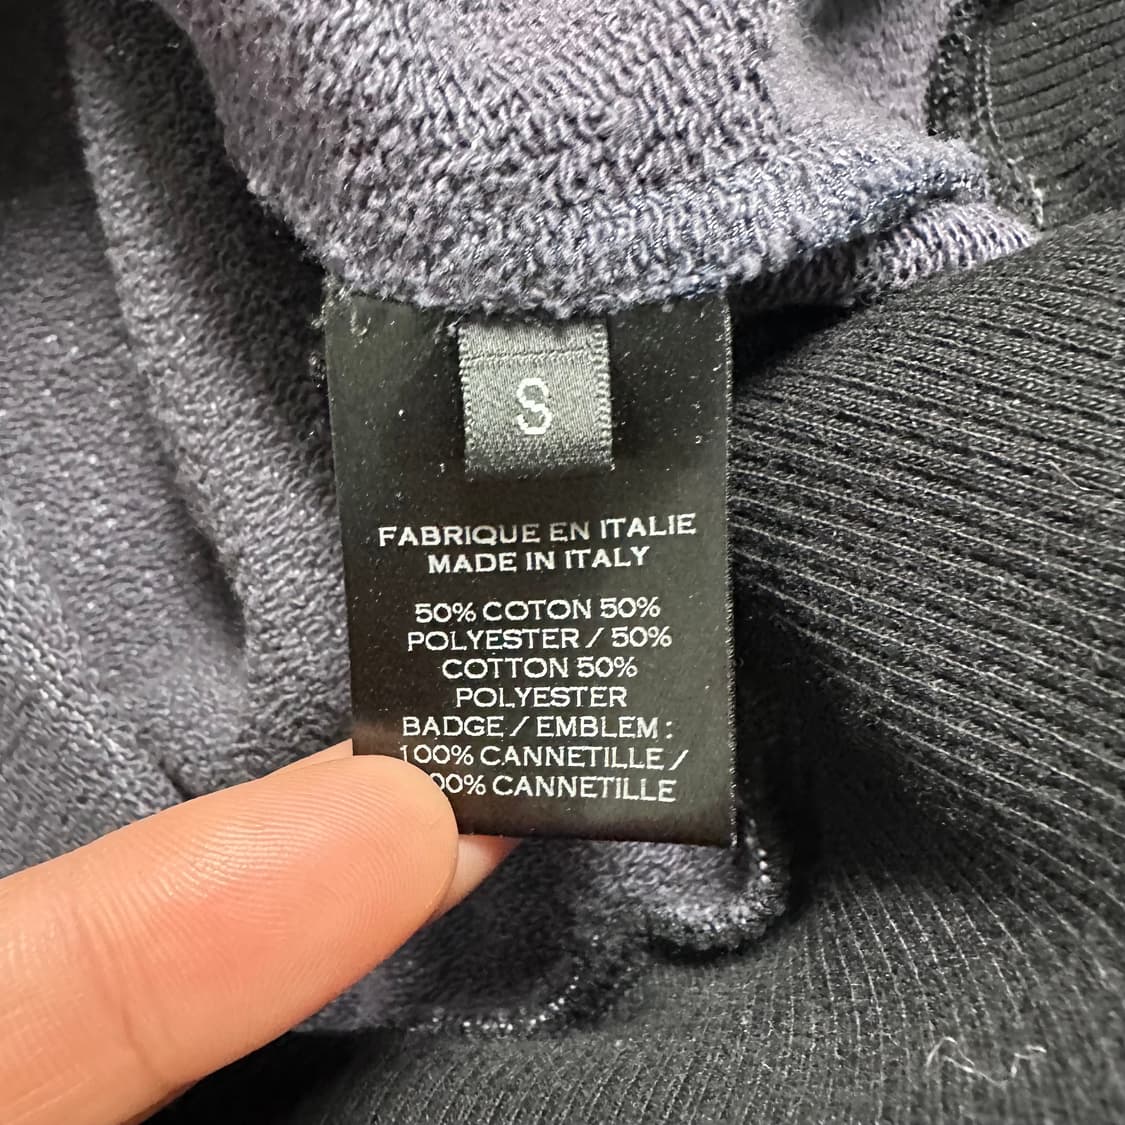 S
FABRIQUE EN ITALIE
MADE IN ITALY
50% COTON 50%
POLYESTER / 50%
COTTON 50%
POLYESTER
BADGE / EMBLEM :
100% CANNETILLE /
00% CANNETILLE